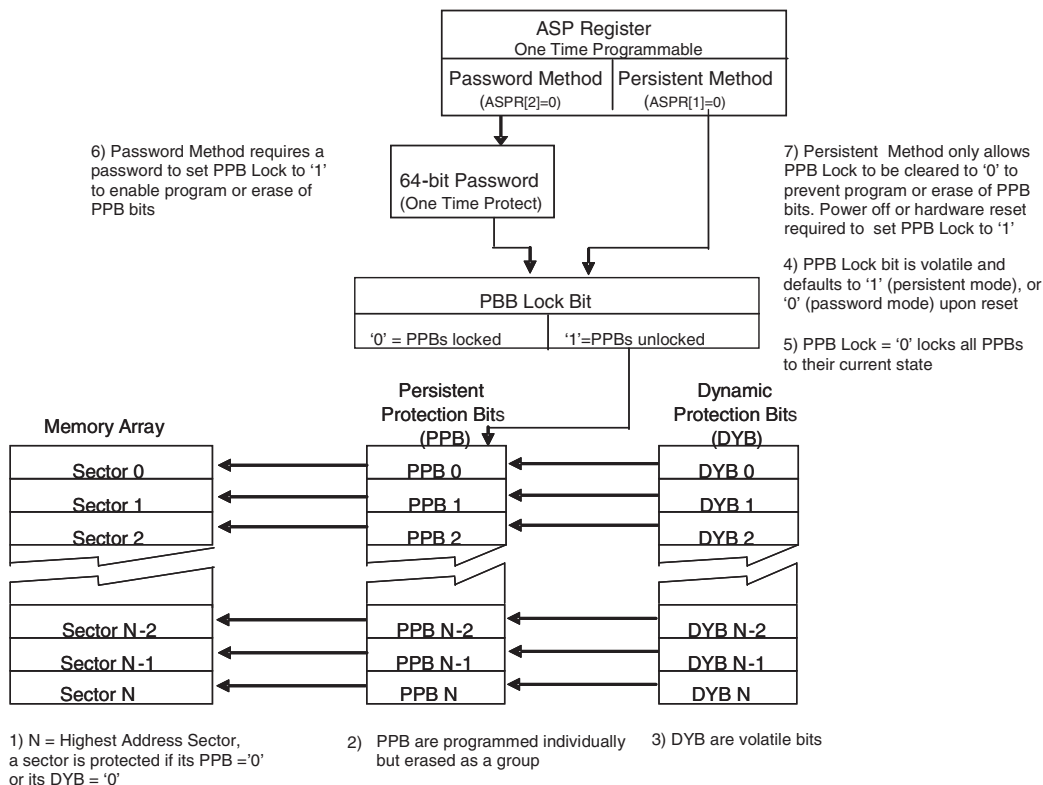 ASP Register
One Time Programmable
Password Method
(ASPR[2]=0)
Persistent Method
(ASPR[1]=0)
6) Password Method requires a
password to set PPB Lock to ‘1’
to enable program or erase of
PPB bits
64-bit Password
(One Time Protect)
7) Persistent Method only allows
PPB Lock to be cleared to ‘0’ to
prevent program or erase of PPB
bits. Power off or hardware reset
required to set PPB Lock to ‘1’
4) PPB Lock bit is volatile and
defaults to ‘1’ (persistent mode), or
‘0’ (password mode) upon reset
5) PPB Lock = ‘0’ locks all PPBs
to their current state
PBB Lock Bit
‘0’ = PPBs locked
‘1’=PPBs unlocked
Memory Array
Persistent
Protection Bits
(PPB)
Dynamic
Protection Bits
(DYB)
Sector 0
PPB 0
DYB 0
Sector 1
PPB 1
DYB 1
Sector 2
PPB 2
DYB 2
Sector N-2
PPB N-2
DYB N-2
Sector N-1
PPB N-1
DYB N-1
Sector N
PPB N
DYB N
1) N = Highest Address Sector,
a sector is protected if its PPB =’0’
or its DYB = ‘0’
2) PPB are programmed individually
but erased as a group
3) DYB are volatile bits